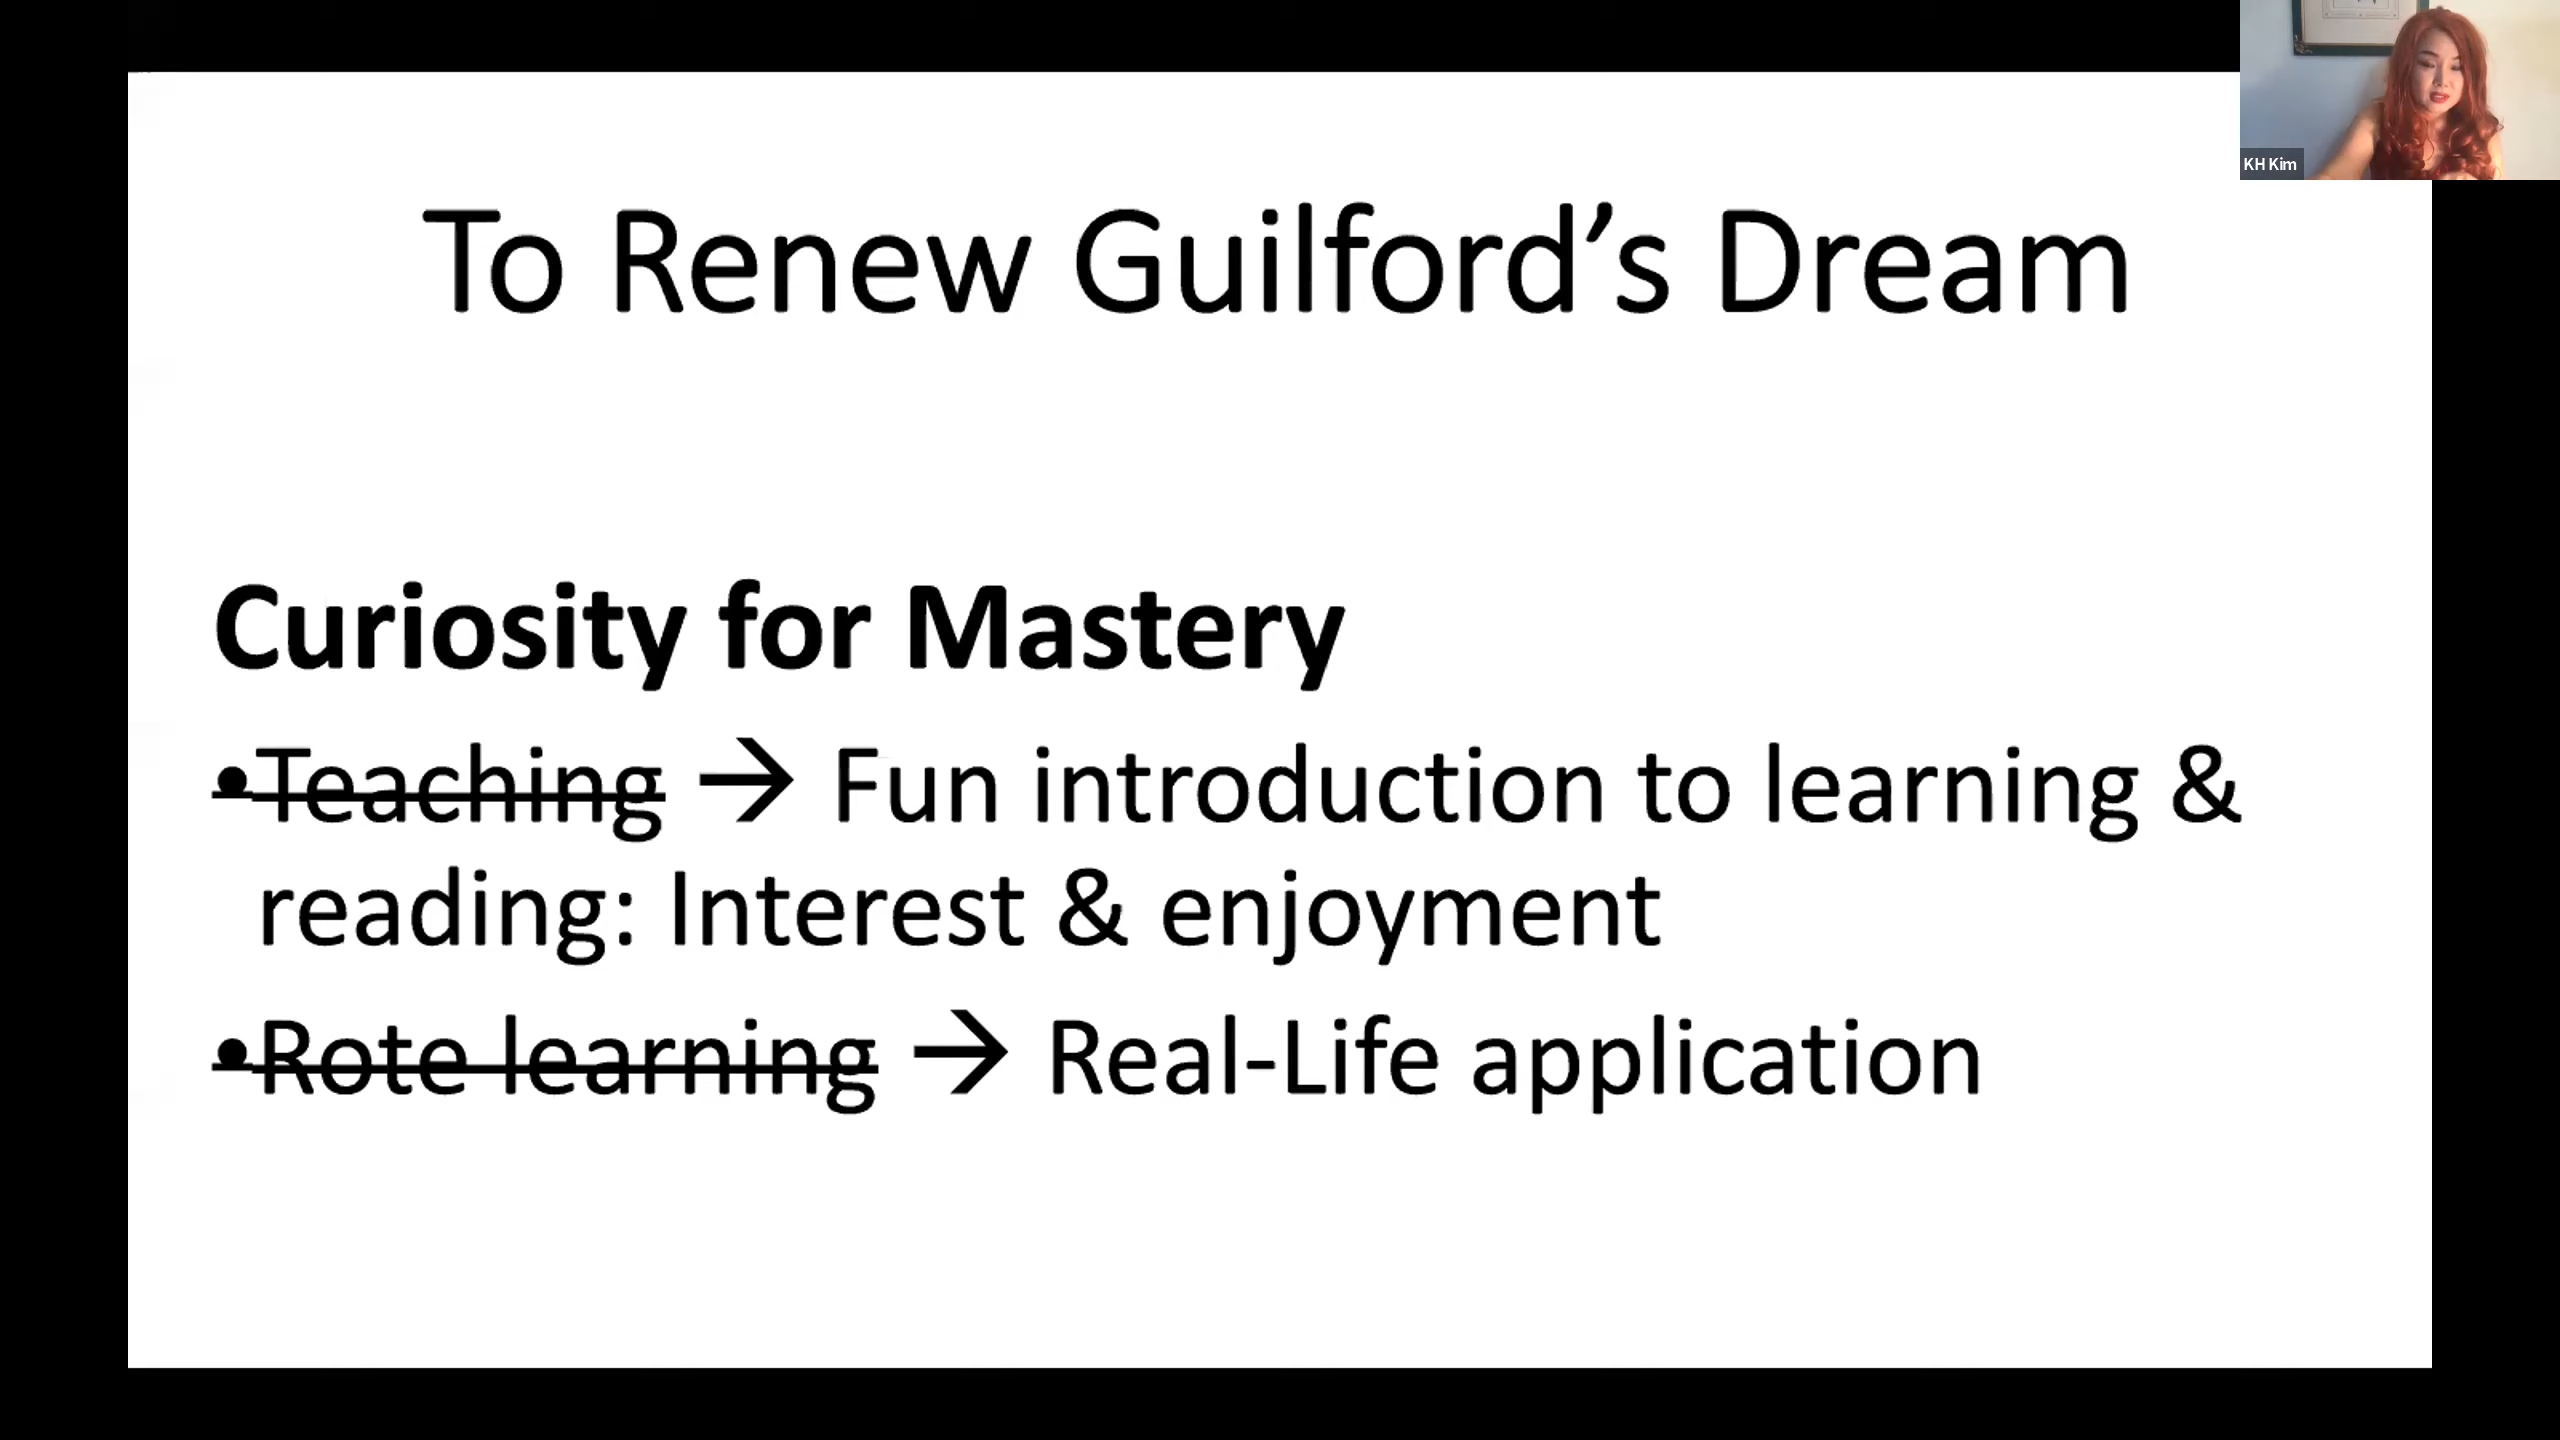 To Renew Guilford’s Dream
Curiosity for Mastery
•Teaching → Fun introduction to learning &
reading: Interest & enjoyment
•Rote learning → Real-Life application
KH Kim